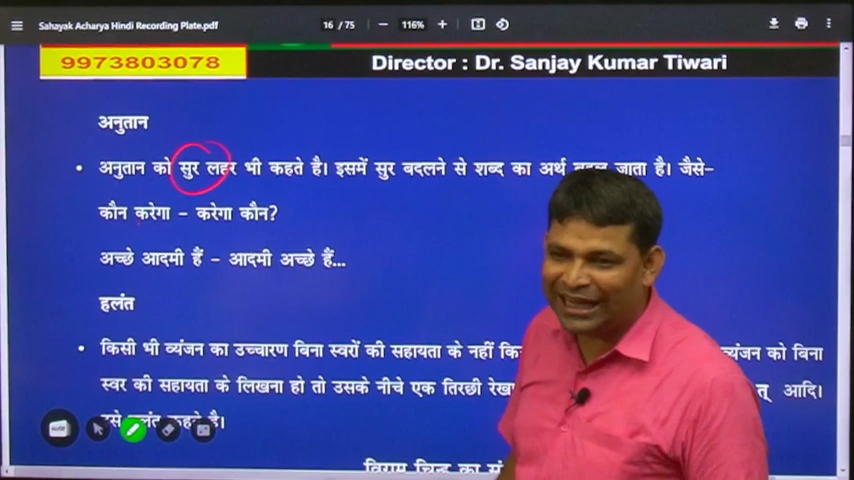 Sahayak Acharya Hindi Recording Plate.pdf 16 / 75 116%
9973803078 Director : Dr. Sanjay Kumar Tiwari
अनुतान
• अनुतान को सुर लहर भी कहते है। इसमें सुर बदलने से शब्द का अर्थ बदल जाता है। जैसे–
कौन करेगा – करेगा कौन?
अच्छे आदमी हैं – आदमी अच्छे हैं...
हलंत
• किसी भी व्यंजन का उच्चारण बिना स्वरों की सहायता के नहीं व्यंजन को बिना
स्वर की सहायता के लिखना हो तो उसके नीचे एक तिरछी त् आदि।
कहते है।
विराम चिन्ह का